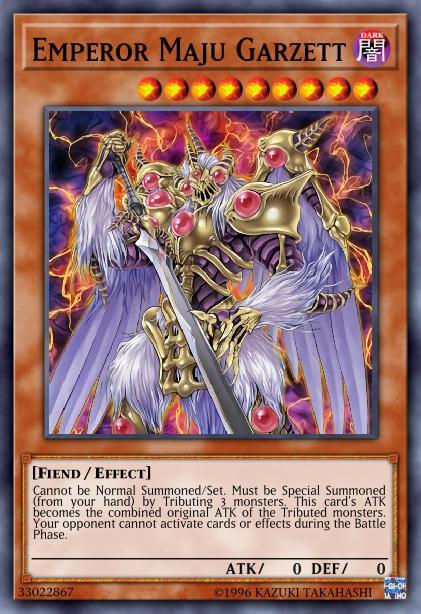 EMPEROR MAJU GARZETT
DARK
闇
[FIEND / EFFECT]
Cannot be Normal Summoned/Set. Must be Special Summoned
(from your hand) by Tributing 3 monsters. This card's ATK
becomes the combined original ATK of the Tributed monsters.
Your opponent cannot activate cards or effects during the Battle
Phase.
ATK/ 0 DEF/ 0
33022867
©1996 KAZUKI TAKAHASHI